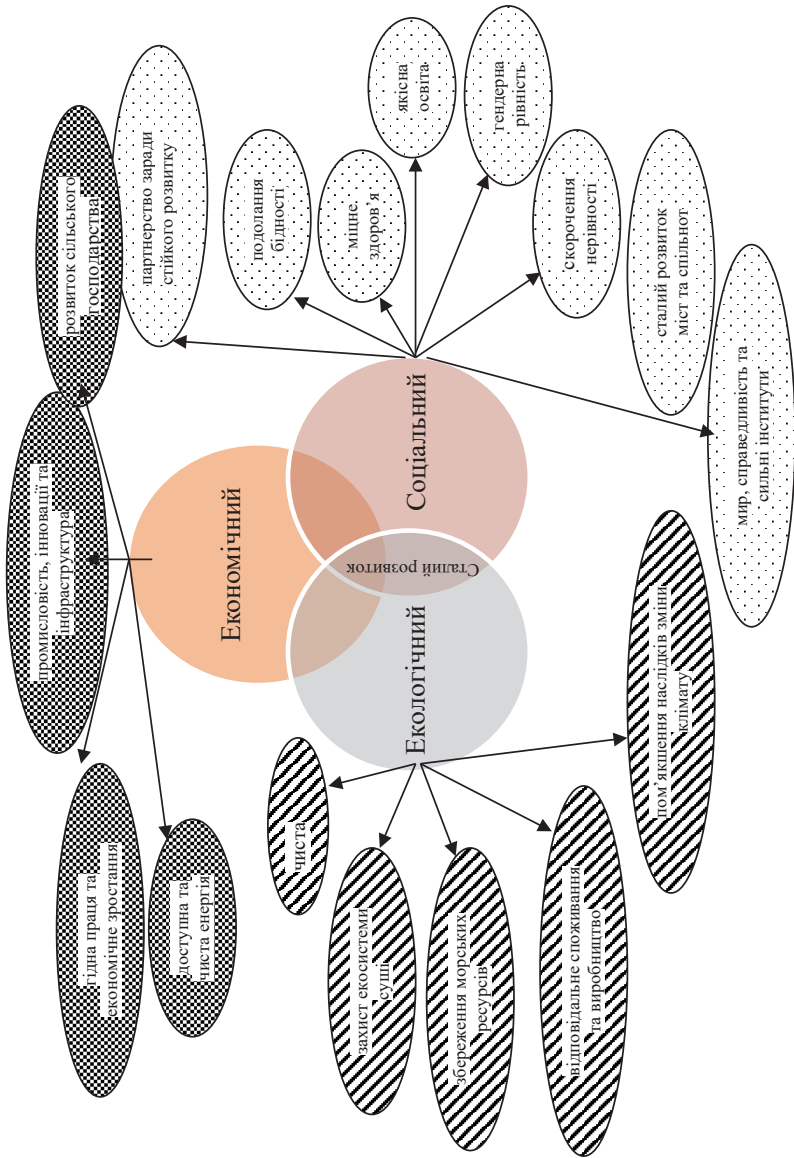 промисловість, інновації та
інфраструктура
розвиток сільського
господарства
гідна праця та
економічне зростання
партнерство заради
стійкого розвитку
доступна та
чиста енергія
Економічний
подолання
бідності
чиста
міцне
здоров я
захист екосистеми
суші
якісна
освіта
Екологічний
Сталий розвиток
Соціальний
збереження морських
ресурсів
гендерна
рівність
відповідальне споживання
та виробництво
скорочення
нерівності
пом’якшення наслідків зміни
клімату
сталий розвиток
міст та спільнот
мир, справедливість та
сильні інститути